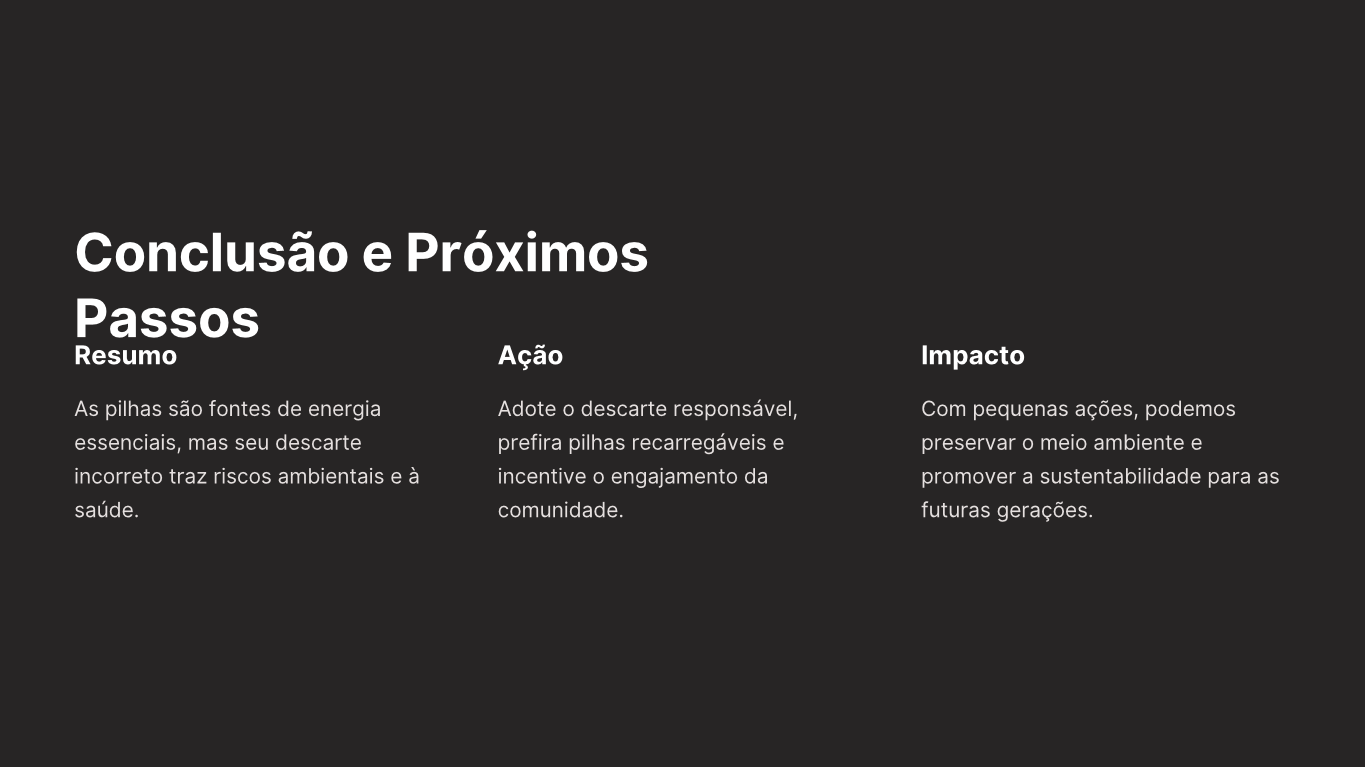 Conclusão e Próximos
Passos
Resumo
As pilhas são fontes de energia
essenciais, mas seu descarte
incorreto traz riscos ambientais e à
saúde.
Ação
Adote o descarte responsável,
prefira pilhas recarregáveis e
incentive o engajamento da
comunidade.
Impacto
Com pequenas ações, podemos
preservar o meio ambiente e
promover a sustentabilidade para as
futuras gerações.